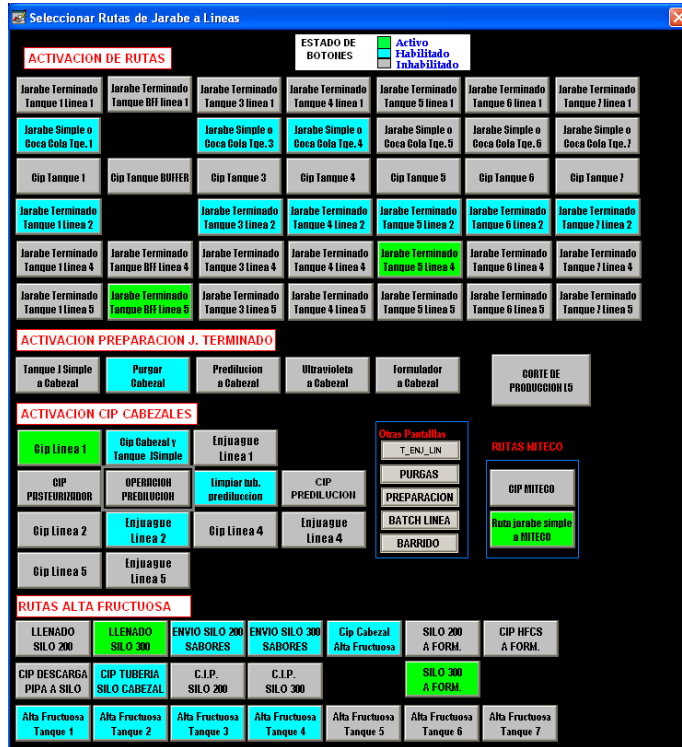 Seleccionar Rutas de Jarabe a Lineas
ACTIVACION DE RUTAS
ESTADO DE
BOTONES
Activo
Habilitado
Inhabilitado
Jarabe Terminado Jarabe Terminado Jarabe Terminado Jarabe Terminado Jarabe Terminado Jarabe Terminado Jarabe Terminado
Tanque 1 Linea 1 Tanque BFF linea 1 Tanque 3 linea 1 Tanque 4 linea 1 Tanque 5 linea 1 Tanque 6 linea 1 Tanque 7 linea 1
Jarabe Simple o Jarabe Simple o Jarabe Simple o Jarabe Simple o Jarabe Simple o Jarabe Simple o
Coca Cola Tqe. 1 Coca Cola Tqe. 3 Coca Cola Tqe. 4 Coca Cola Tqe. 5 Coca Cola Tqe. 6 Coca Cola Tqe. 7
Cip Tanque 1 Cip Tanque BUFFER Cip Tanque 3 Cip Tanque 4 Cip Tanque 5 Cip Tanque 6 Cip Tanque 7
Jarabe Terminado Jarabe Terminado Jarabe Terminado Jarabe Terminado Jarabe Terminado Jarabe Terminado
Tanque 1 Linea 2 Tanque 3 Linea 2 Tanque 4 Linea 2 Tanque 5 Linea 2 Tanque 6 Linea 2 Tanque 7 Linea 2
Jarabe Terminado Jarabe Terminado Jarabe Terminado Jarabe Terminado Jarabe Terminado Jarabe Terminado Jarabe Terminado
Tanque 1 Linea 4 Tanque BFF Linea 4 Tanque 3 Linea 4 Tanque 4 Linea 4 Tanque 5 Linea 4 Tanque 6 Linea 4 Tanque 7 Linea 4
Jarabe Terminado Jarabe Terminado Jarabe Terminado Jarabe Terminado Jarabe Terminado Jarabe Terminado Jarabe Terminado
Tanque 1 Linea 5 Tanque BFF Linea 5 Tanque 3 Linea 5 Tanque 4 Linea 5 Tanque 5 Linea 5 Tanque 6 Linea 5 Tanque 7 Linea 5
ACTIVACION PREPARACION J. TERMINADO
Tanque J Simple Purgar Predilucion Ultravioleta Formulador
a Cabezal Cabezal a Cabezal a Cabezal a Cabezal
CORTE DE
PRODUCCION L5
ACTIVACION CIP CABEZALES
Cip Linea 1
Cip Cabezal y
Tanque JSimple
Enjuague
Linea 1
CIP
PASTEURIZADOR
OPERACION
PREDILUCION
Limpiar tub.
prediluccion
CIP
PREDILUCION
Cip Linea 2
Enjuague
Linea 2
Cip Linea 4
Enjuague
Linea 4
Cip Linea 5
Enjuague
Linea 5
Otras Pantalllas
T_ENJ_LIN
PURGAS
PREPARACION
BATCH LINEA
BARRIDO
RUTAS MITECO
CIP MITECO
Ruta jarabe simple
a MITECO
RUTAS ALTA FRUCTUOSA
LLENADO LLENADO ENVIO SILO 200 ENVIO SILO 300 Cip Cabezal SILO 200 CIP HFCS
SILO 200 SILO 300 SABORES SABORES Alta Fructuosa A FORM. A FORM.
CIP DESCARGA CIP TUBERIA C.I.P. C.I.P. SILO 300
PIPA A SILO SILO CABEZAL SILO 200 SILO 300 A FORM.
Alta Fructuosa Alta Fructuosa Alta Fructuosa Alta Fructuosa Alta Fructuosa Alta Fructuosa Alta Fructuosa
Tanque 1 Tanque 2 Tanque 3 Tanque 4 Tanque 5 Tanque 6 Tanque 7